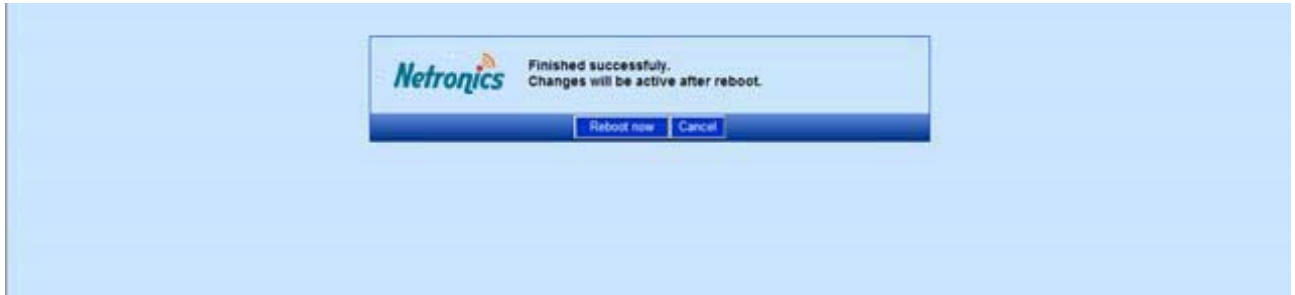 Netronics
Finished successfuly.
Changes will be active after reboot.
Reboot now
Cancel